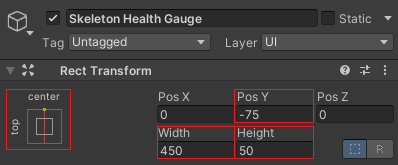 Skeleton Health Gauge Static
Tag Untagged Layer UI
Rect Transform
center
top
Pos X Pos Y Pos Z
0 -75 0
Width Height
450 50
R